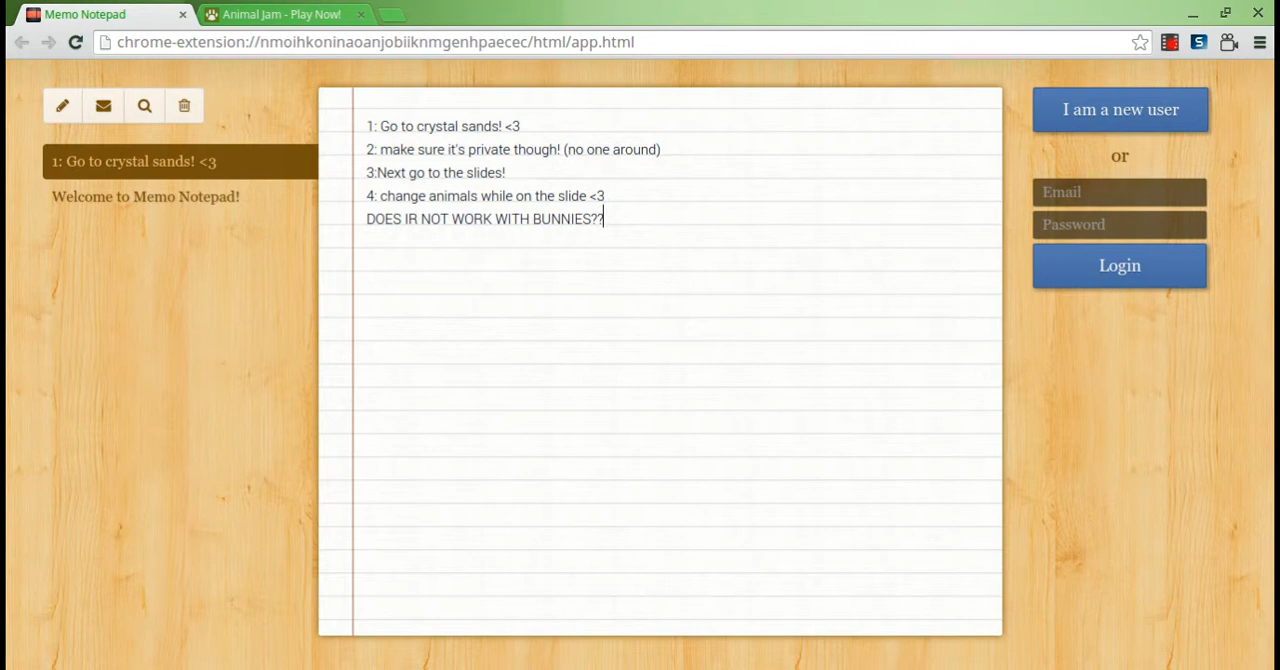 Memo Notepad
Animal Jam - Play Now!
chrome-extension://nmoihkoninaoanjobiiknmgenhpaecec/html/app.html
1: Go to crystal sands! <3
Welcome to Memo Notepad!
1: Go to crystal sands! <3
2: make sure it's private though! (no one around)
3:Next go to the slides!
4: change animals while on the slide <3
DOES IR NOT WORK WITH BUNNIES??
I am a new user
or
Email
Password
Login